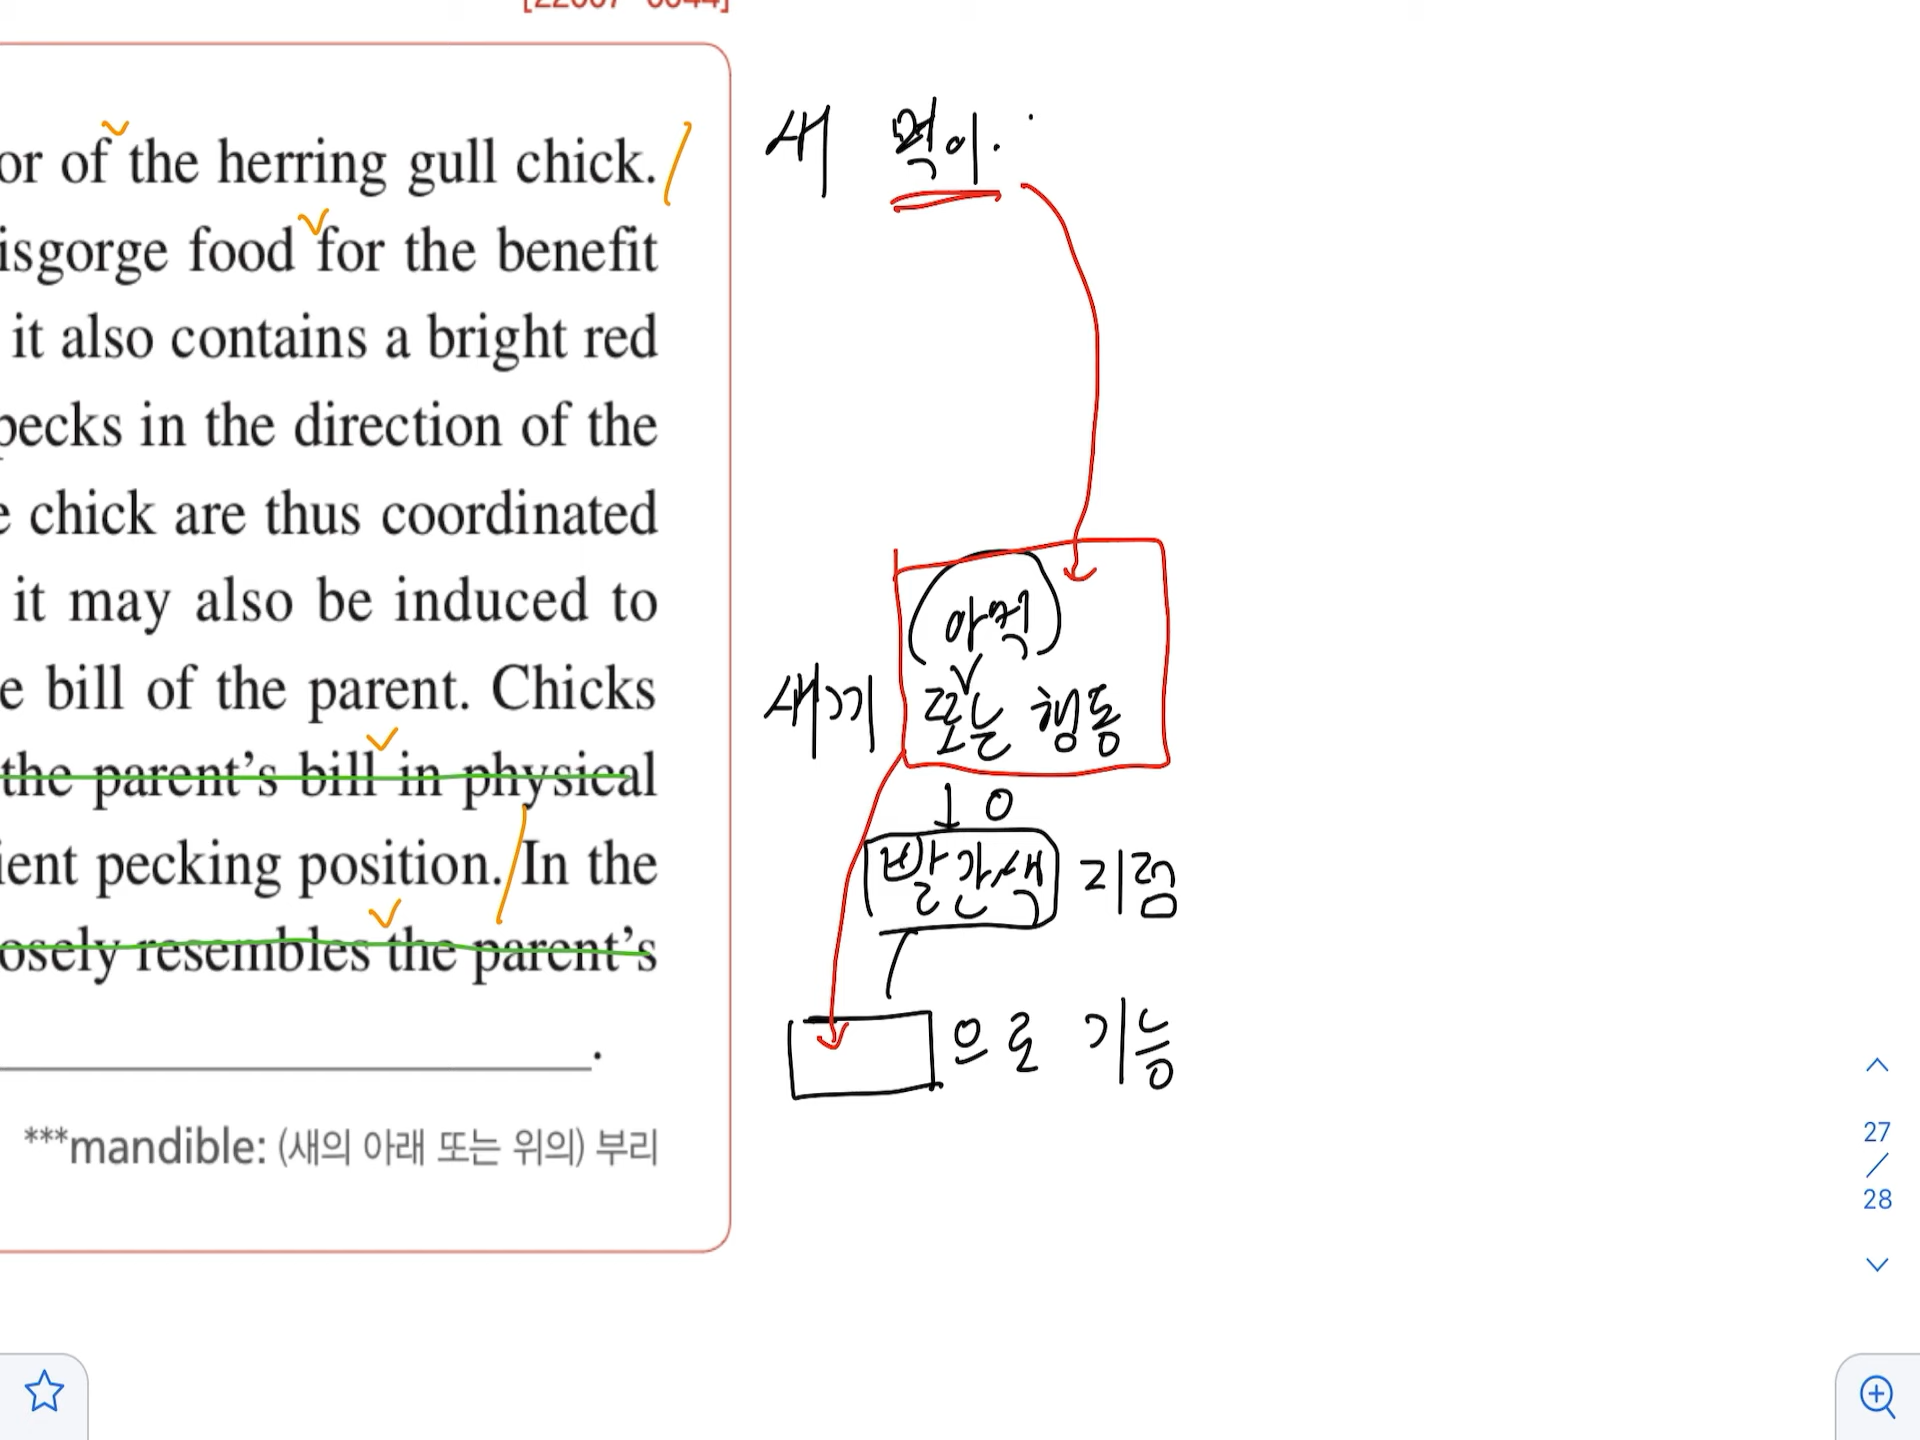 or of the herring gull chick.
isgorge food for the benefit
it also contains a bright red
pecks in the direction of the
e chick are thus coordinated
it may also be induced to
e bill of the parent. Chicks
the parent's bill in physical
ient pecking position. In the
osely resembles the parent's
.
***mandible: (새의 아래 또는 위의) 부리
새 먹이.
(아먹)
새끼 쪼는 행동
↓ O
빨간색 지점
으로 기능
27
/
28